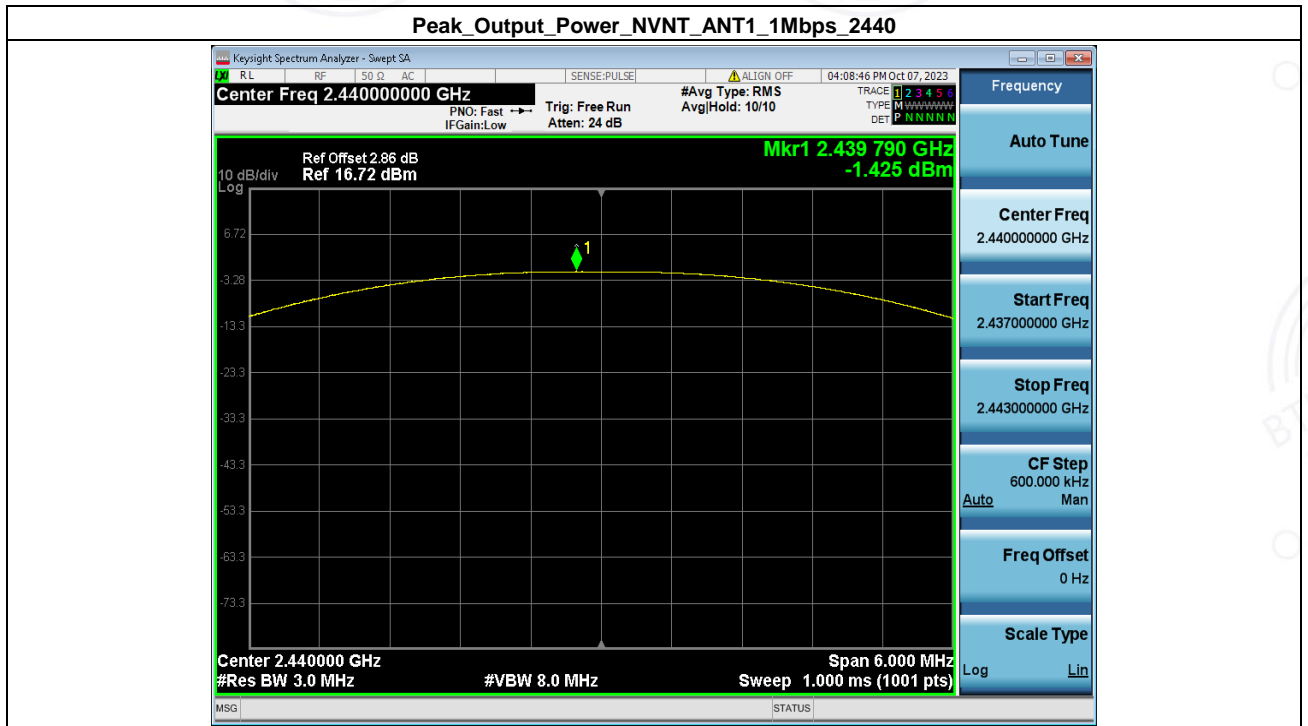 Peak_Output_Power_NVNT_ANT1_1Mbps_2440
Keysight Spectrum Analyzer - Swept SA
LXI RL RF 50 Ω AC SENSE:PULSE ALIGN OFF 04:08:46 PM Oct 07, 2023
Center Freq 2.440000000 GHz
PNO: Fast
IFGain:Low
Trig: Free Run
Atten: 24 dB
#Avg Type: RMS
Avg|Hold: 10/10
TRACE 1 2 3 4 5 6
TYPE M WWWWW
DET P N N N N N
Mkr1 2.439 790 GHz
-1.425 dBm
Ref Offset 2.86 dB
10 dB/div Ref 16.72 dBm
Log
6.72
-3.28
-13.3
-23.3
-33.3
-43.3
-53.3
-63.3
-73.3
1
Center 2.440000 GHz Span 6.000 MHz
#Res BW 3.0 MHz #VBW 8.0 MHz Sweep 1.000 ms (1001 pts)
MSG STATUS
Frequency
Auto Tune
Center Freq
2.440000000 GHz
Start Freq
2.437000000 GHz
Stop Freq
2.443000000 GHz
CF Step
600.000 kHz
Auto Man
Freq Offset
0 Hz
Scale Type
Log Lin